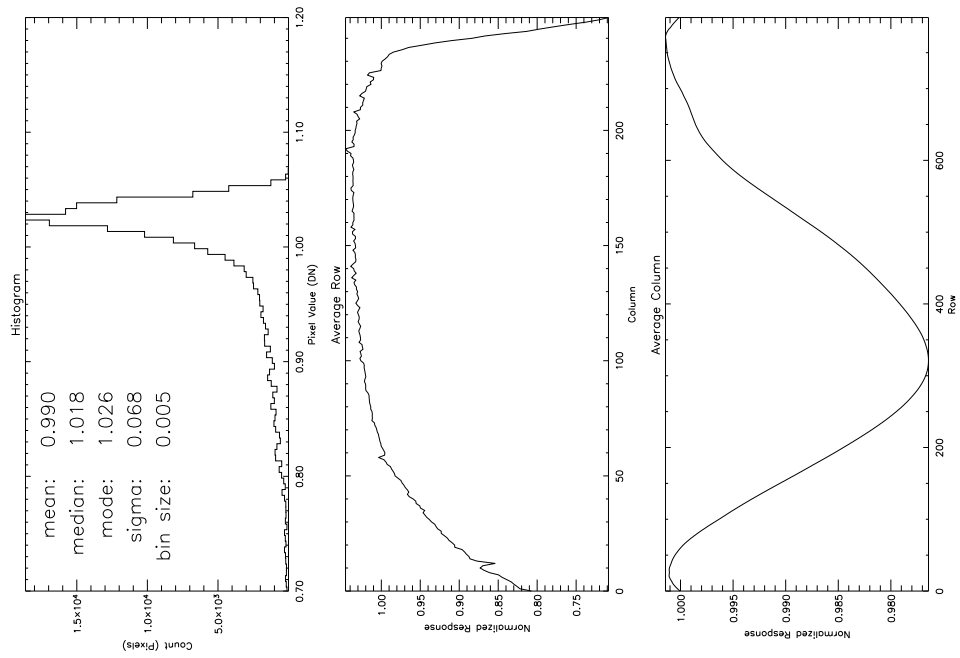 Histogram
mean: 0.990
median: 1.018
mode: 1.026
sigma: 0.068
bin size: 0.005
1.5×10⁴
1.0×10⁴
5.0×10³
Count (Pixels)
0.70 0.80 0.90 1.00 1.10 1.20
Pixel Value (DN)
Average Row
1.00
0.95
0.90
0.85
0.80
0.75
Normalized Response
0 50 100 150 200
Column
Average Column
1.000
0.995
0.990
0.985
0.980
Normalized Response
0 200 400 600
Row